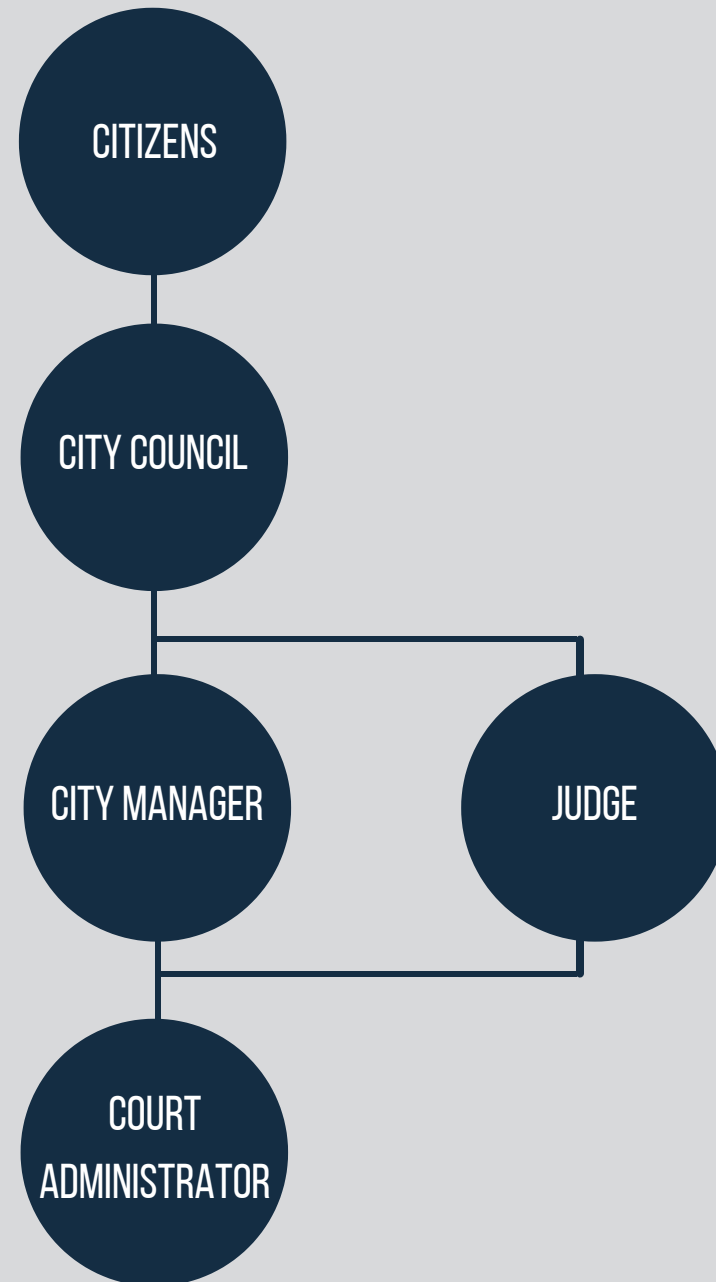 CITIZENS
CITY COUNCIL
CITY MANAGER
JUDGE
COURT
ADMINISTRATOR